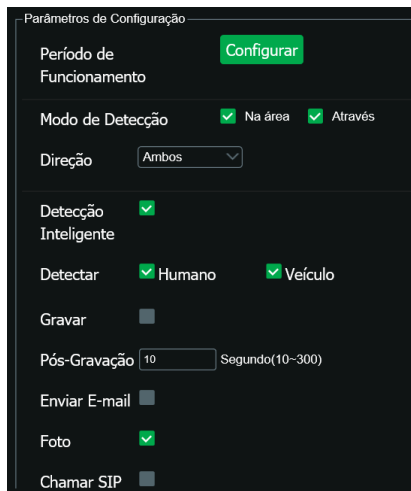 Parâmetros de Configuração
Período de Funcionamento Configurar
Modo de Detecção Na área Através
Direção Ambos
Detecção Inteligente
Detectar Humano Veículo
Gravar
Pós-Gravação 10 Segundo(10~300)
Enviar E-mail
Foto
Chamar SIP